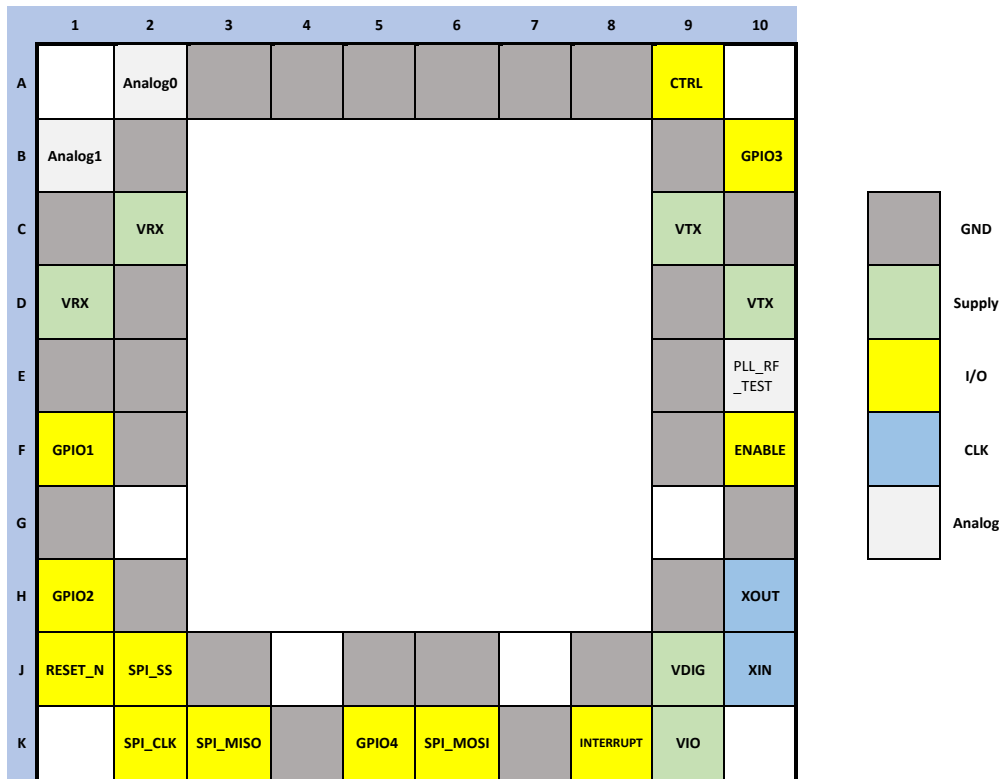 1 2 3 4 5 6 7 8 9 10
A Analog0 CTRL
B Analog1 GPIO3
C VRX VTX GND
D VRX VTX Supply
E PLL_RF
_TEST I/O
F GPIO1 ENABLE CLK
G Analog
H GPIO2 XOUT
J RESET_N SPI_SS VDIG XIN
K SPI_CLK SPI_MISO GPIO4 SPI_MOSI INTERRUPT VIO